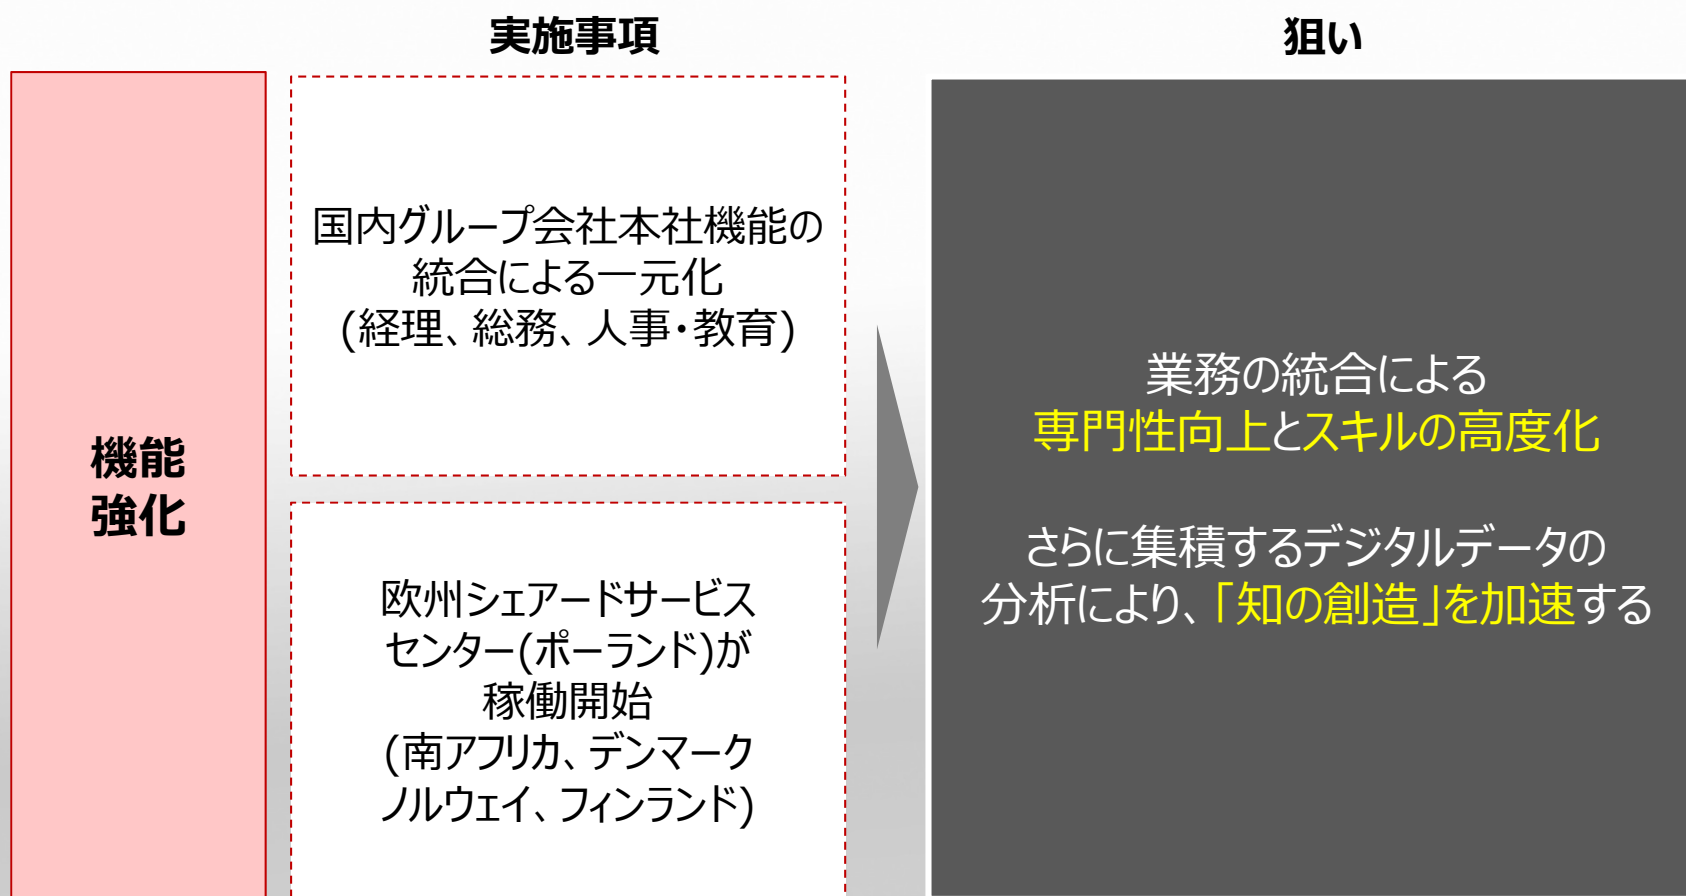 実施事項
狙い
機能
強化
国内グループ会社本社機能の
統合による一元化
(経理、総務、人事・教育)
欧州シェアードサービス
センター(ポーランド)が
稼働開始
(南アフリカ、デンマーク
ノルウェイ、フィンランド)
業務の統合による
専門性向上とスキルの高度化
さらに集積するデジタルデータの
分析により、「知の創造」を加速する